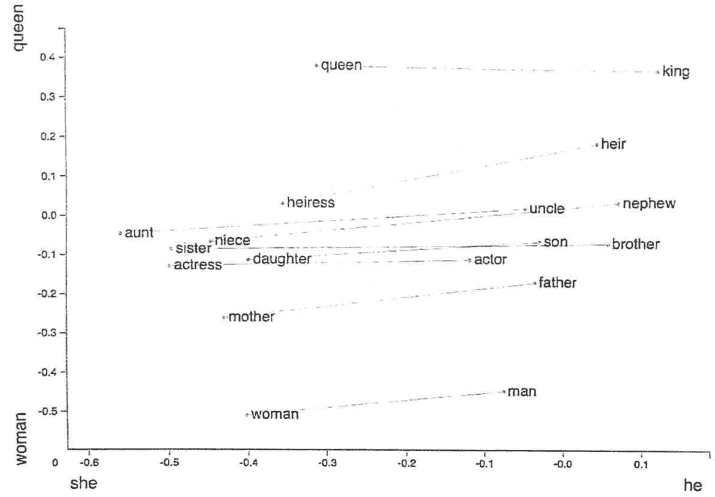 queen
0.4
queen
king
0.3
0.2
heir
0.1
heiress
nephew
uncle
0.0
aunt
niece
son
brother
sister
-0.1
daughter
actress
actor
father
-0.2
mother
-0.3
-0.4
man
woman
-0.5
woman
0 -0.6 -0.5 -0.4 -0.3 -0.2 -0.1 -0.0 0.1
she he